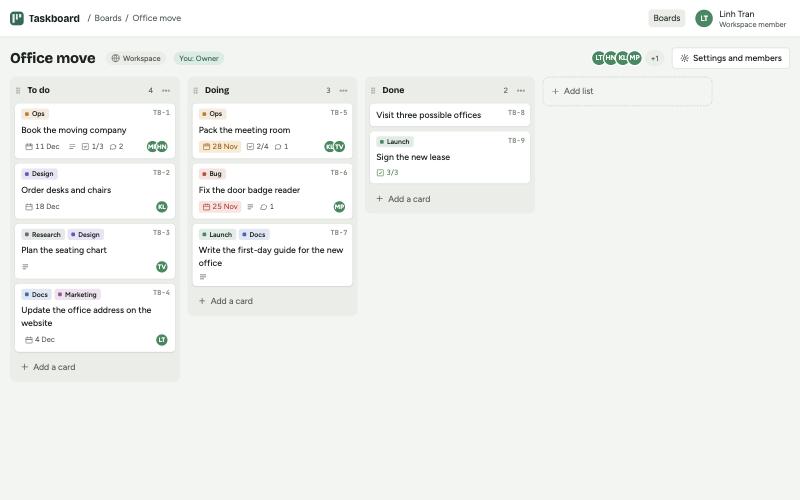 Taskboard / Boards / Office move
Boards
LT
Linh Tran
Workspace member
Office move
Workspace
You: Owner
LT HN KL MP +1
Settings and members
To do 4
Ops TB-1
Book the moving company
11 Dec 1/3 2 HN
Design TB-2
Order desks and chairs
18 Dec KL
Research Design TB-3
Plan the seating chart
TV
Docs Marketing TB-4
Update the office address on the
website
4 Dec LT
+ Add a card
Doing 3
Ops TB-5
Pack the meeting room
28 Nov 2/4 1 KL TV
Bug TB-6
Fix the door badge reader
25 Nov 1 MP
Launch Docs TB-7
Write the first-day guide for the new
office
+ Add a card
Done 2
Visit three possible offices TB-8
Launch TB-9
Sign the new lease
3/3
+ Add a card
+ Add list